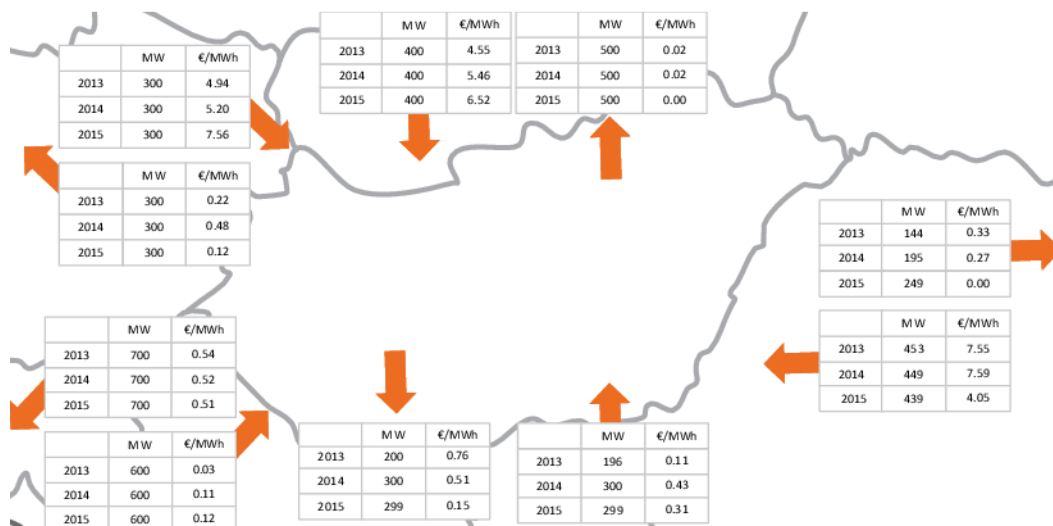 MW €/MWh
2013 300 4.94
2014 300 5.20
2015 300 7.56
MW €/MWh
2013 400 4.55
2014 400 5.46
2015 400 6.52
MW €/MWh
2013 500 0.02
2014 500 0.02
2015 500 0.00
MW €/MWh
2013 300 0.22
2014 300 0.48
2015 300 0.12
MW €/MWh
2013 144 0.33
2014 195 0.27
2015 249 0.00
MW €/MWh
2013 453 7.55
2014 449 7.59
2015 439 4.05
MW €/MWh
2013 700 0.54
2014 700 0.52
2015 700 0.51
MW €/MWh
2013 600 0.03
2014 600 0.11
2015 600 0.12
MW €/MWh
2013 200 0.76
2014 300 0.51
2015 299 0.15
MW €/MWh
2013 196 0.11
2014 300 0.43
2015 299 0.31